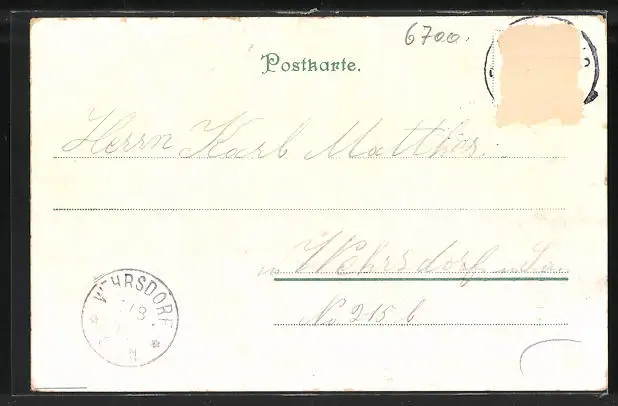 6700.
Postkarte.
Herrn Karl Matthes.
in Wehrsdorf i. Sa.
No 215 b
WEHRSDORF